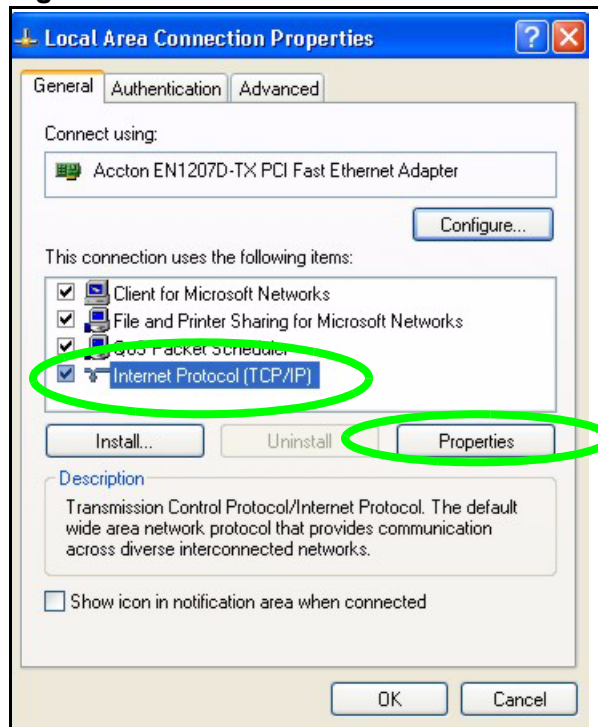 Local Area Connection Properties
General Authentication Advanced
Connect using:
Accton EN1207D-TX PCI Fast Ethernet Adapter
Configure...
This connection uses the following items:
Client for Microsoft Networks
File and Printer Sharing for Microsoft Networks
QoS Packet Scheduler
Internet Protocol (TCP/IP)
Install... Uninstall Properties
Description
Transmission Control Protocol/Internet Protocol. The default
wide area network protocol that provides communication
across diverse interconnected networks.
Show icon in notification area when connected
OK Cancel